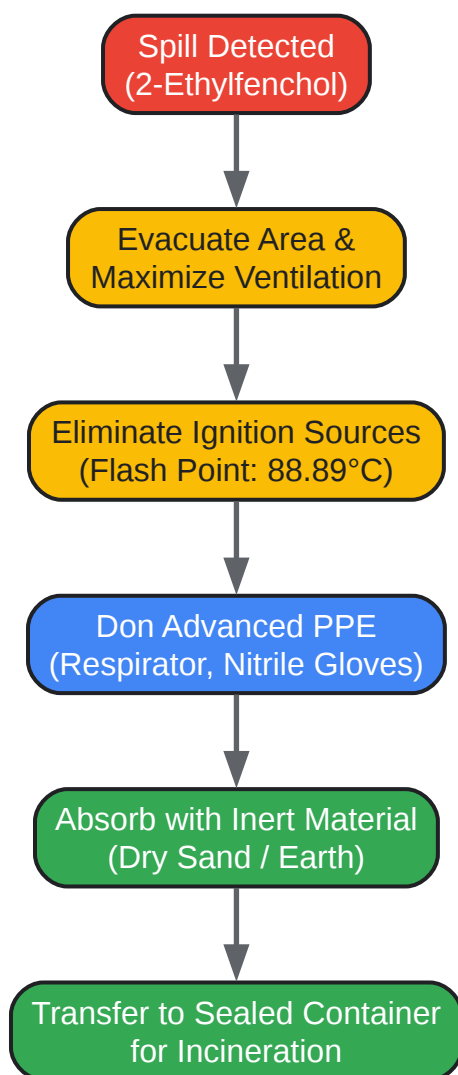 Spill Detected
(2-Ethylfenchol)
Evacuate Area &
Maximize Ventilation
Eliminate Ignition Sources
(Flash Point: 88.89°C)
Don Advanced PPE
(Respirator, Nitrile Gloves)
Absorb with Inert Material
(Dry Sand / Earth)
Transfer to Sealed Container
for Incineration